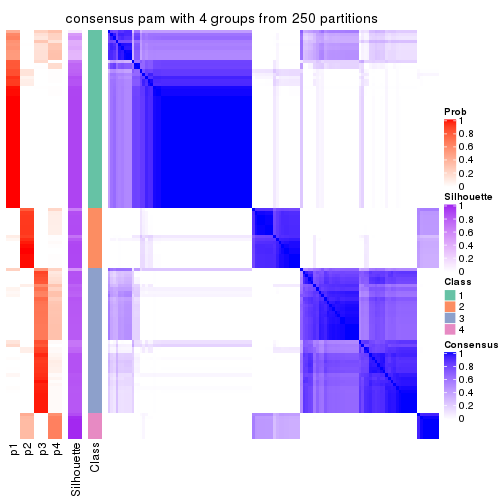 consensus pam with 4 groups from 250 partitions
Prob
1
0.8
0.6
0.4
0.2
0
Silhouette
1
0.8
0.6
0.4
0.2
0
Class
1
2
3
4
Consensus
1
0.8
0.6
0.4
0.2
0
p1
p2
p3
p4
Silhouette
Class